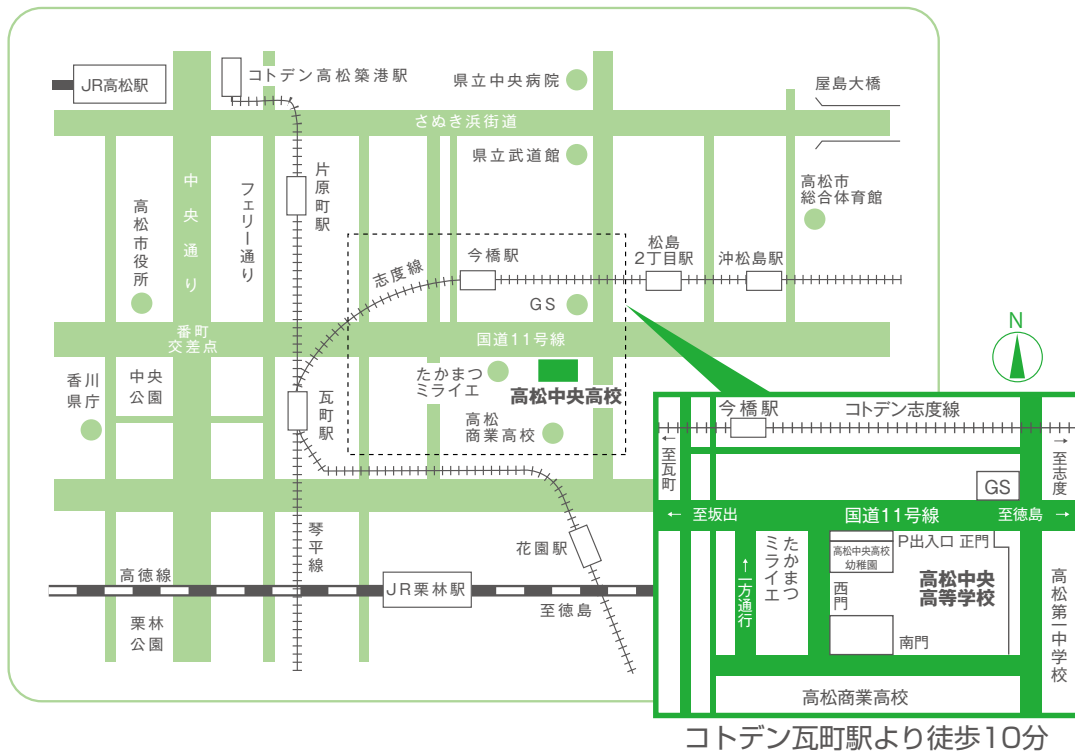 JR高松駅
コトデン高松築港駅
県立中央病院
屋島大橋
さぬき浜街道
県立武道館
中央通り
フェリー通り
片原町駅
高松市
総合体育館
高松市役所
志度線
今橋駅
松島
2丁目駅
沖松島駅
GS
番町
交差点
国道11号線
香川
県庁
中央
公園
瓦町駅
たかまつ
ミライエ
高松中央高校
高松
商業高校
琴平線
花園駅
高徳線
JR栗林駅
至徳島
栗林
公園
N
今橋駅
コトデン志度線
←至瓦町
→至志度
GS
← 至坂出
国道11号線
至徳島 →
→一方通行
たかまつ
ミライエ
P出入口 正門
高松中央高校
幼稚園
西門
高松中央
高等学校
南門
高松第一中学校
高松商業高校
コトデン瓦町駅より徒歩10分